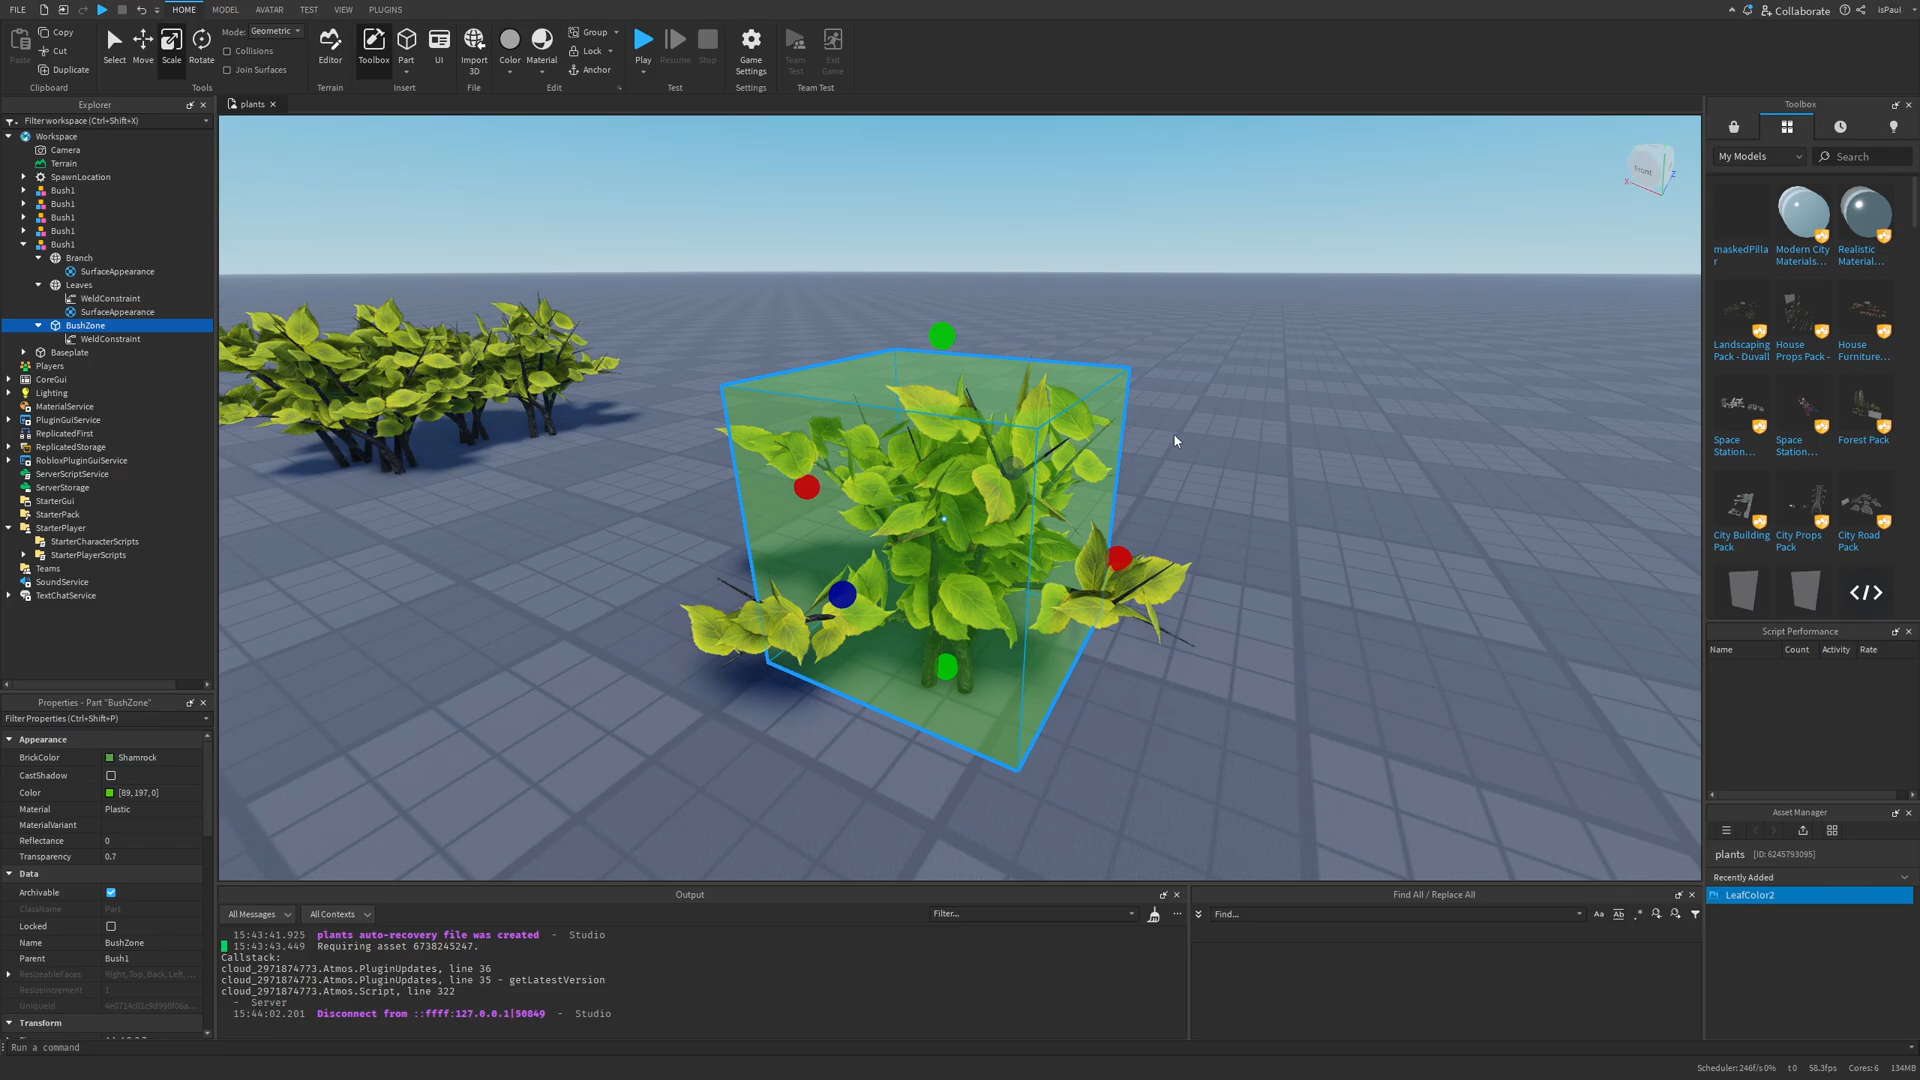 FILE
HOME
MODEL
AVATAR
TEST
VIEW
PLUGINS
Collaborate
isPaul
Paste
Copy
Cut
Duplicate
Clipboard
Select
Move
Scale
Rotate
Mode: Geometric
Collisions
Join Surfaces
Tools
Editor
Terrain
Toolbox
Part
UI
Insert
Import
3D
File
Color
Material
Group
Lock
Anchor
Edit
Play
Resume
Stop
Test
Game
Settings
Settings
Team
Test
Exit
Game
Team Test
Explorer
Filter workspace (Ctrl+Shift+X)
Workspace
Camera
Terrain
SpawnLocation
Bush1
Bush1
Bush1
Bush1
Bush1
Branch
SurfaceAppearance
Leaves
WeldConstraint
SurfaceAppearance
BushZone
WeldConstraint
Baseplate
Players
CoreGui
Lighting
MaterialService
PluginGuiService
ReplicatedFirst
ReplicatedStorage
RobloxPluginGuiService
ServerScriptService
ServerStorage
StarterGui
StarterPack
StarterPlayer
StarterCharacterScripts
StarterPlayerScripts
Teams
SoundService
TextChatService
Properties - Part "BushZone"
Filter Properties (Ctrl+Shift+P)
Appearance
BrickColor Shamrock
CastShadow
Color [89, 197, 0]
Material Plastic
MaterialVariant
Reflectance 0
Transparency 0.7
Data
Archivable
ClassName Part
Locked
Name BushZone
Parent Bush1
ResizeableFaces Right, Top, Back, Left, ...
ResizeIncrement 1
UniqueId
Transform
plants
Front
X
Z
Toolbox
My Models
Search
maskedPilla
r
Modern City
Materials...
Realistic
Material...
Landscaping
Pack - Duvall
House
Props Pack -
House
Furniture...
Space
Station...
Space
Station...
Forest Pack
City Building
Pack
City Props
Pack
City Road
Pack
Script Performance
Name Count Activity Rate
Asset Manager
plants [ID: 6245793095]
Recently Added
LeafColor2
Output
All Messages
All Contexts
Filter...
15:43:41.925 plants auto-recovery file was created - Studio
15:43:43.449 Requiring asset 6738245247.
Callstack:
cloud_2971874773.Atmos.PluginUpdates, line 36
cloud_2971874773.Atmos.PluginUpdates, line 35 - getLatestVersion
cloud_2971874773.Atmos.Script, line 322
- Server
15:44:02.201 Disconnect from ::ffff:127.0.0.1|50849 - Studio
Find All / Replace All
Find...
Aa
Ab
Run a command
Scheduler: 246f/s 0%
t 0
58.3fps
Cores: 6
134MB